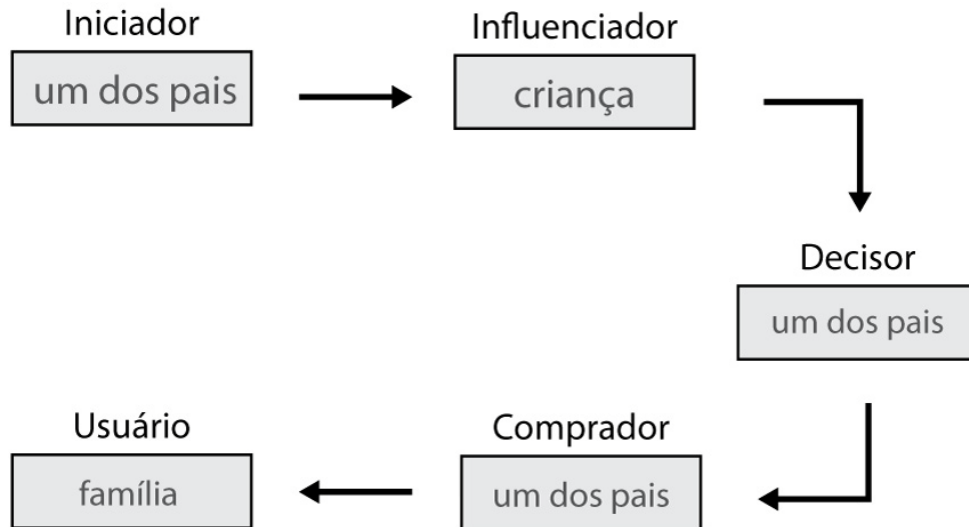 Iniciador
um dos pais
Influenciador
criança
Decisor
um dos pais
Comprador
um dos pais
Usuário
família